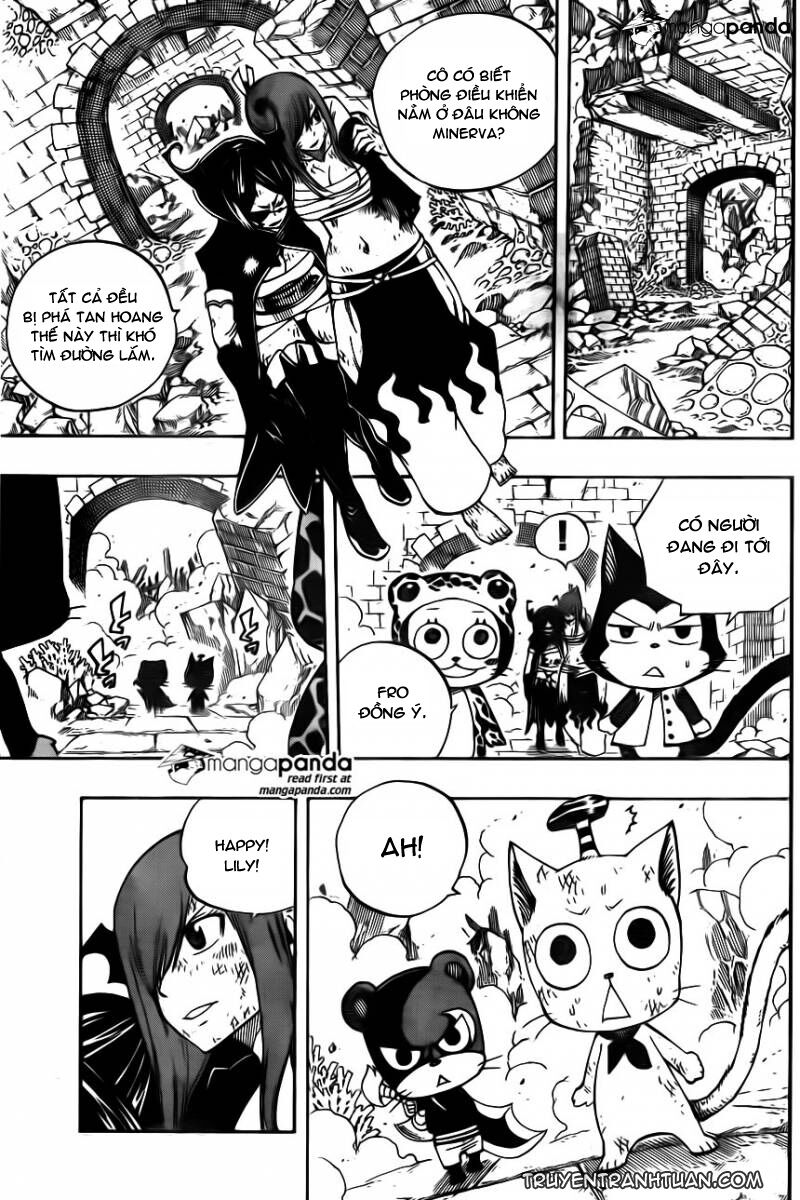 mangapanda
CÔ CÓ BIẾT
PHÒNG ĐIỀU KHIỂN
NẰM Ở ĐÂU KHÔNG
MINERVA?
TẤT CẢ ĐỀU
BỊ PHÁ TAN HOANG
THẾ NÀY THÌ KHÓ
TÌM ĐƯỜNG LẮM.
CÓ NGƯỜI
ĐANG ĐI TỚI
ĐÂY.
!
FRO
ĐỒNG Ý.
mangapanda
read first at
mangapanda.com
AH!
HAPPY!
LILY!
TRUYENTRANHTUAN.COM